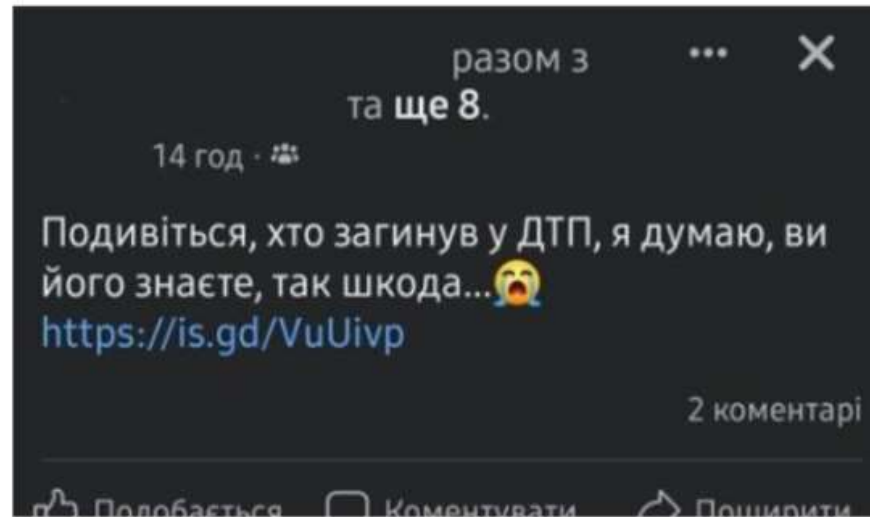 разом з
та ще 8.
14 год ·
Подивіться, хто загинув у ДТП, я думаю, ви
його знаєте, так шкода...😭
https://is.gd/VuUivp
2 коментарі
Подобається Коментувати Поширити